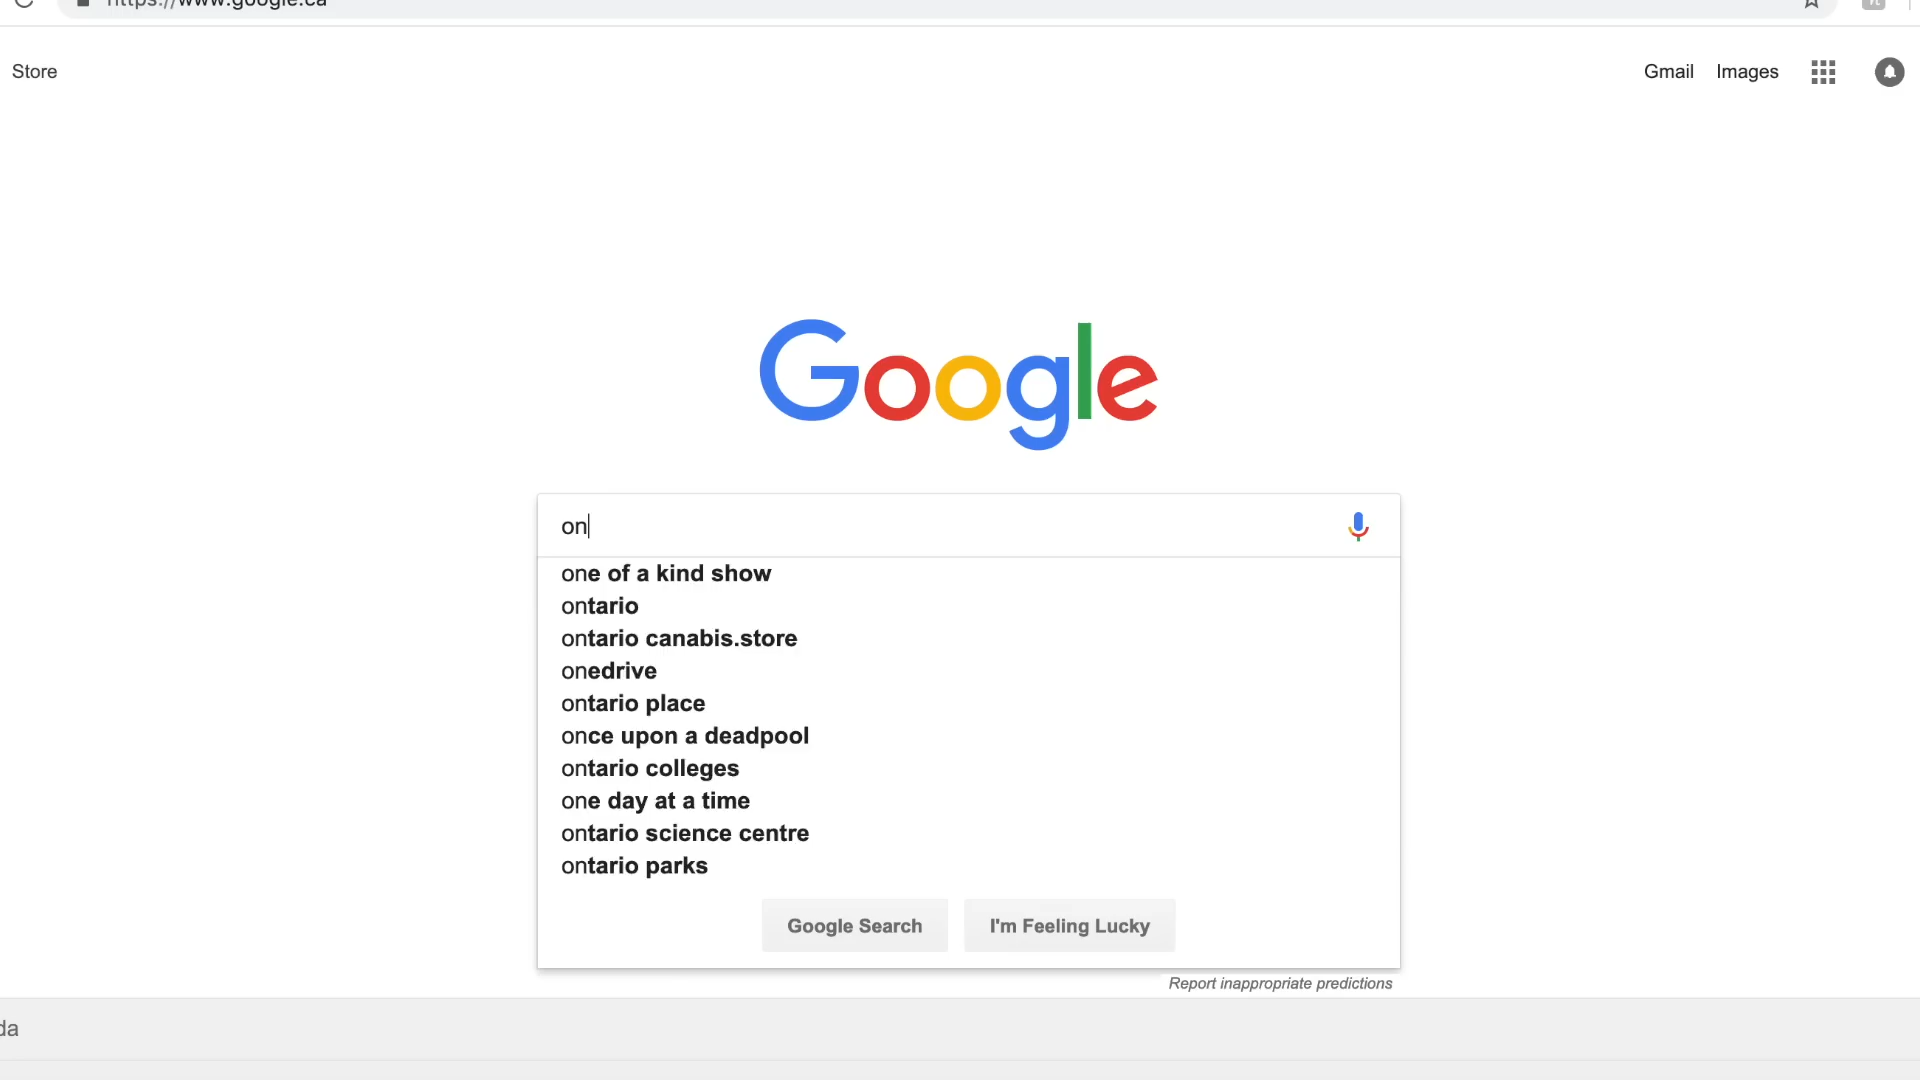 https://www.google.ca
Store
Gmail Images
Google
on
one of a kind show
ontario
ontario canabis.store
onedrive
ontario place
once upon a deadpool
ontario colleges
one day at a time
ontario science centre
ontario parks
Google Search I'm Feeling Lucky
Report inappropriate predictions
da